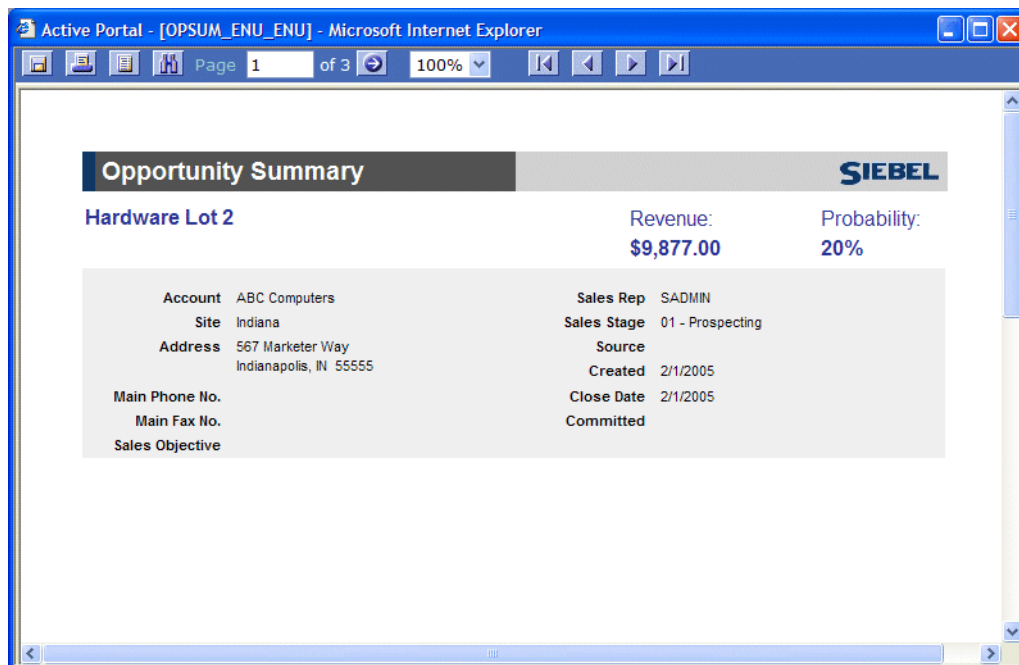 Active Portal - [OPSUM_ENU_ENU] - Microsoft Internet Explorer
Page 1 of 3 100%
Opportunity Summary SIEBEL
Hardware Lot 2 Revenue: Probability:
$9,877.00 20%
Account ABC Computers Sales Rep SADMIN
Site Indiana Sales Stage 01 - Prospecting
Address 567 Marketer Way Source
Indianapolis, IN 55555
Created 2/1/2005
Main Phone No. Close Date 2/1/2005
Main Fax No. Committed
Sales Objective